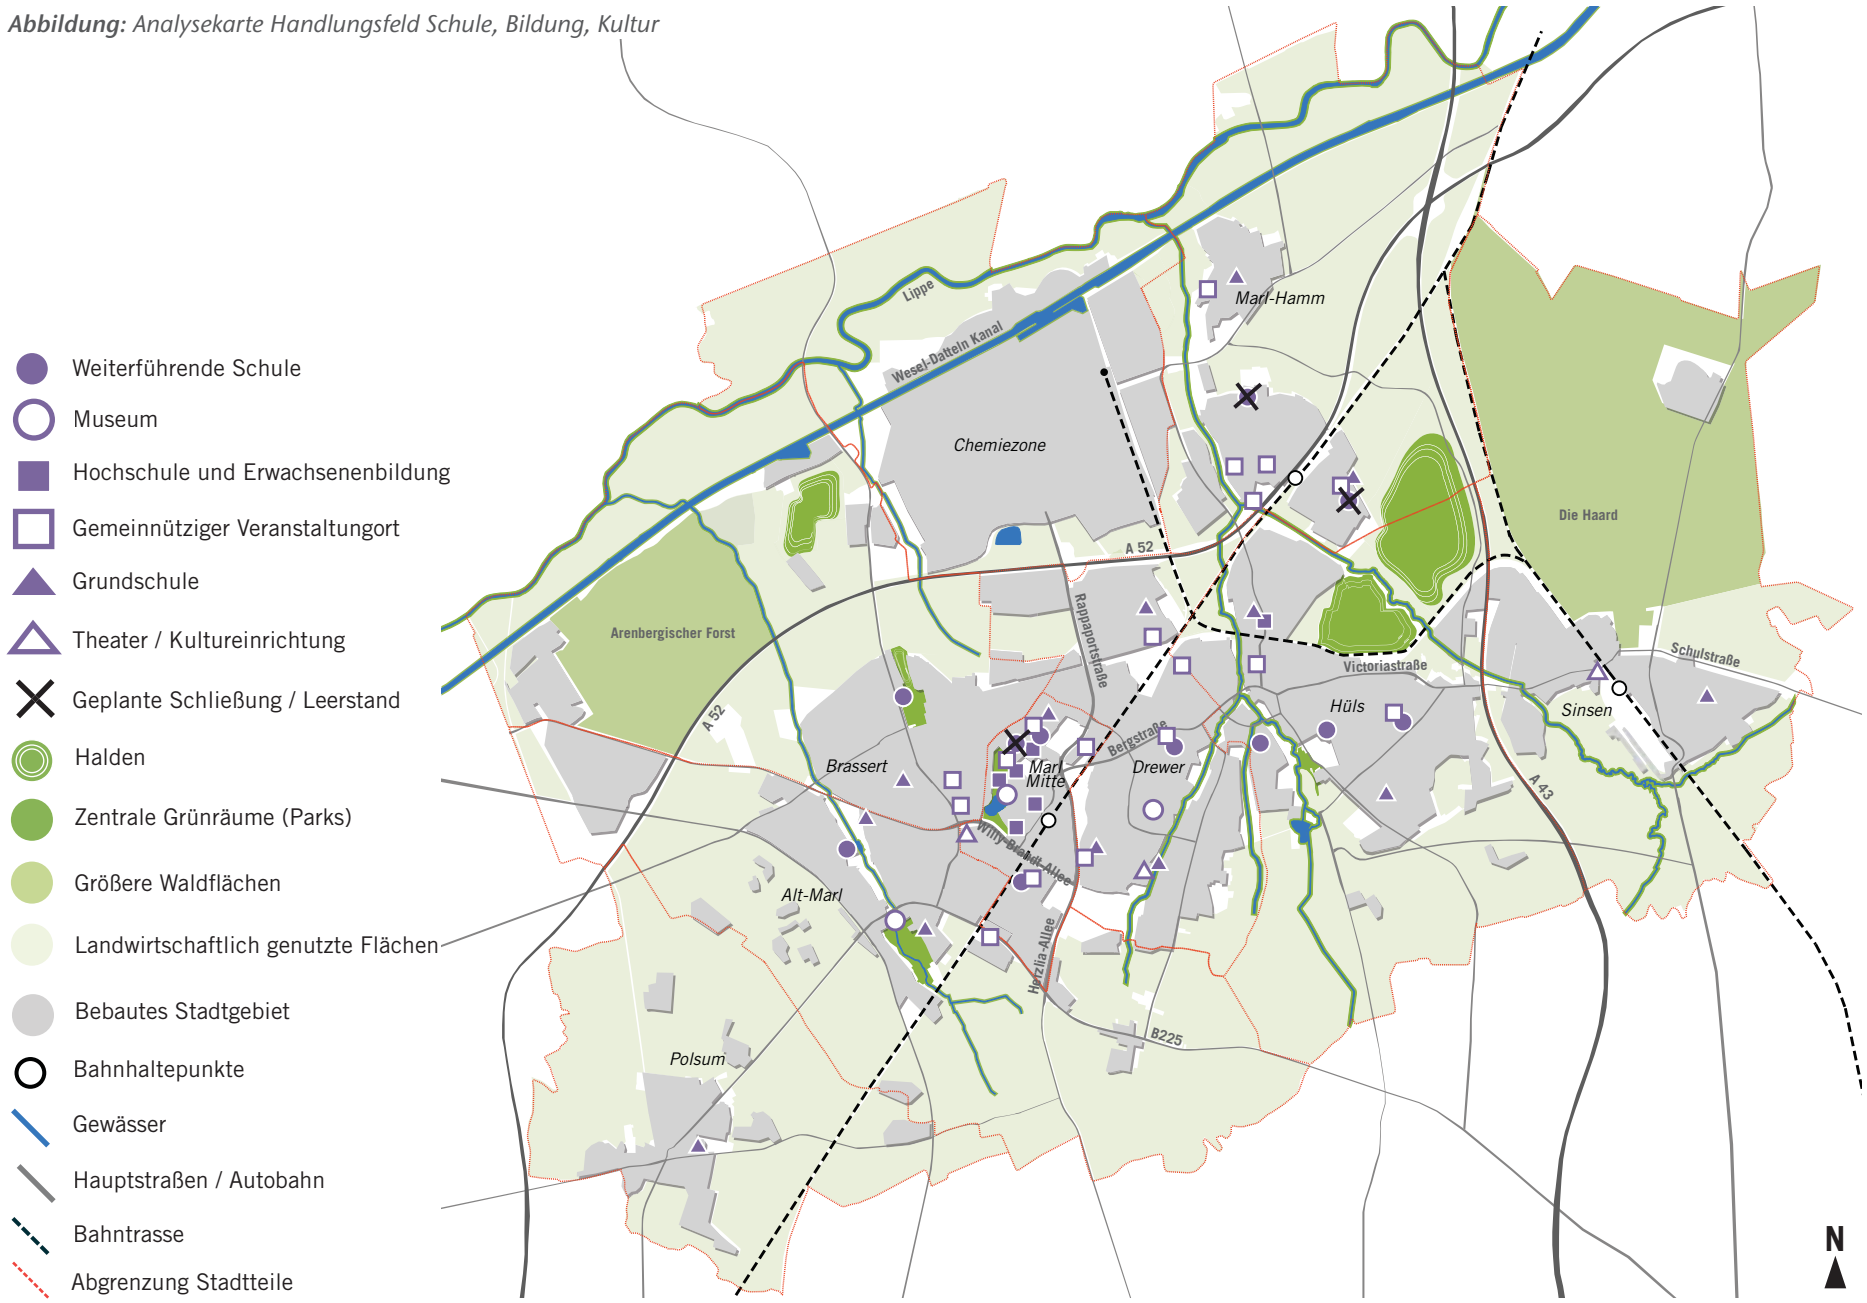 Abbildung: Analysekarte Handlungsfeld Schule, Bildung, Kultur
Weiterführende Schule
Museum
Hochschule und Erwachsenenbildung
Gemeinnütziger Veranstaltungort
Grundschule
Theater / Kultureinrichtung
Geplante Schließung / Leerstand
Halden
Zentrale Grünräume (Parks)
Größere Waldflächen
Landwirtschaftlich genutzte Flächen
Bebautes Stadtgebiet
Bahnhaltepunkte
Gewässer
Hauptstraßen / Autobahn
Bahntrasse
Abgrenzung Stadtteile
Lippe
Wesel-Datteln Kanal
Marl-Hamm
Chemiezone
Die Haard
A 52
Arenbergischer Forst
Rappaportstraße
Victoriastraße
Schulstraße
A 52
Hüls
Sinsen
Bergstraße
Brassert
Marl
Mitte
Drewer
A 43
Willy-Brandt-Allee
Alt-Marl
Herzlia-Allee
B225
Polsum
N